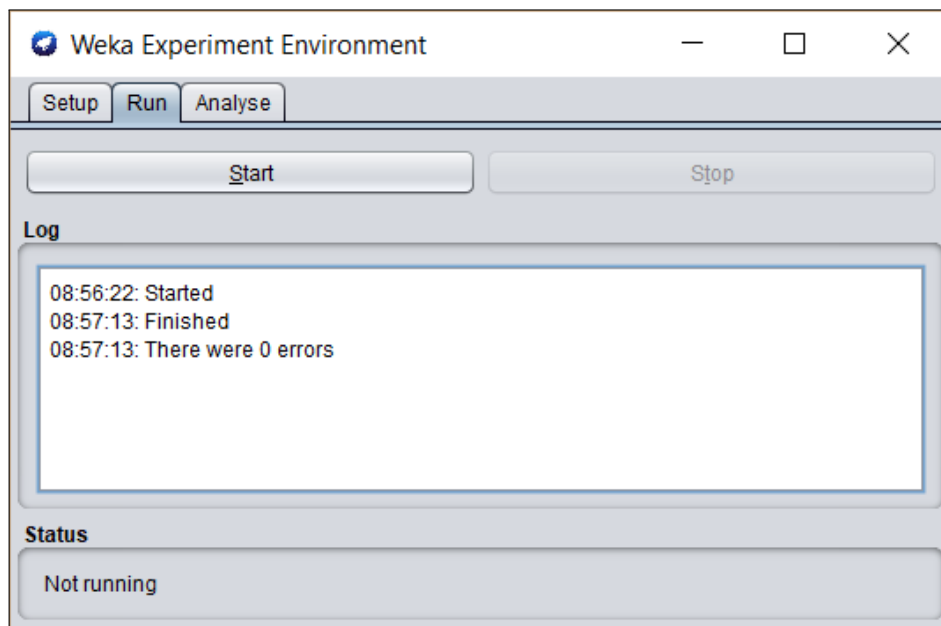 Weka Experiment Environment
Setup Run Analyse
Start Stop
Log
08:56:22: Started
08:57:13: Finished
08:57:13: There were 0 errors
Status
Not running